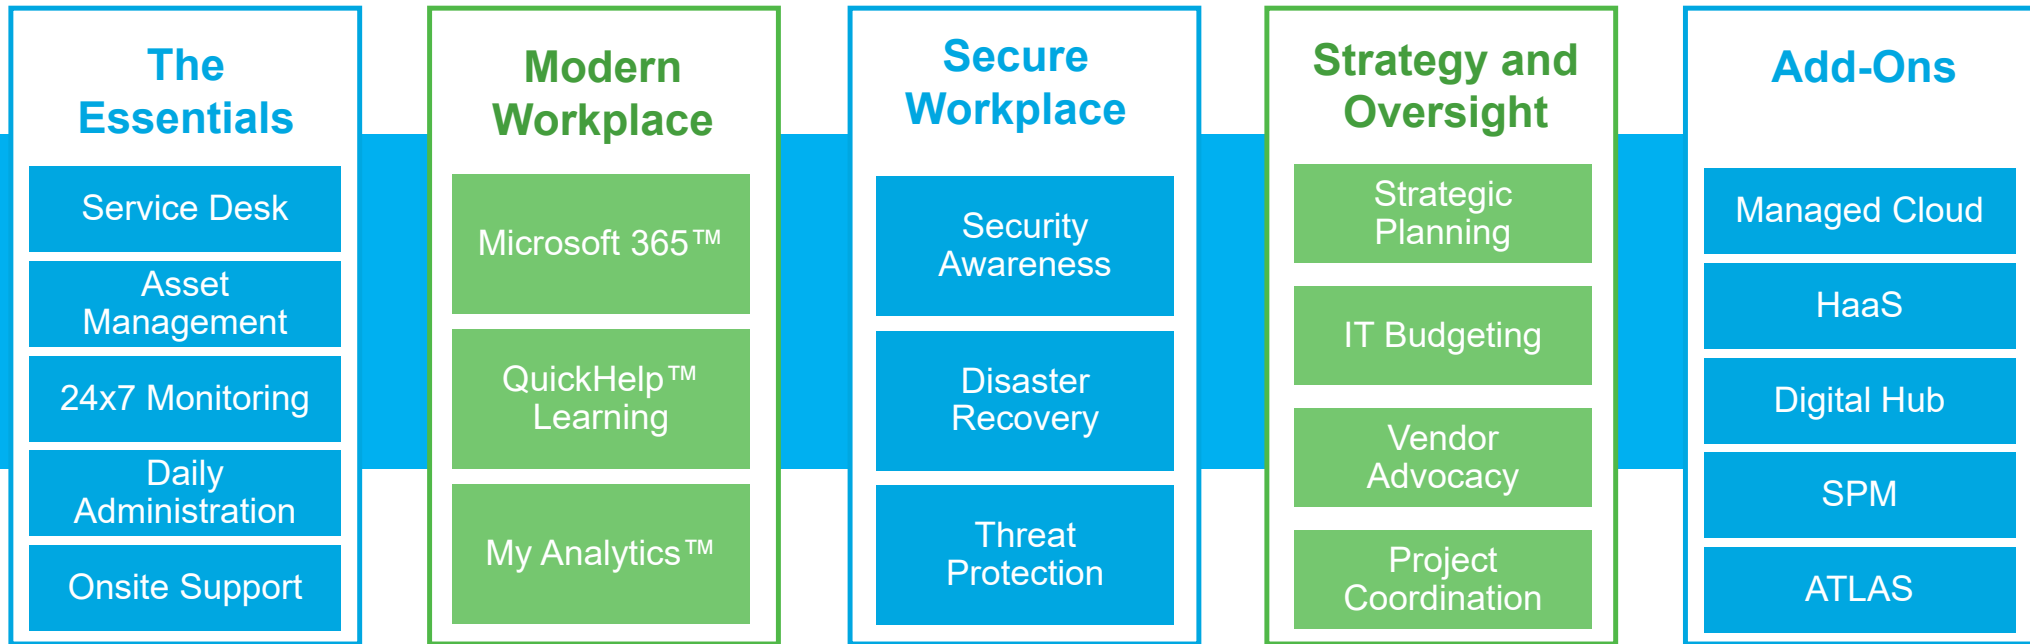 The
Essentials
Service Desk
Asset
Management
24x7 Monitoring
Daily
Administration
Onsite Support
Modern
Workplace
Microsoft 365™
QuickHelp™
Learning
My Analytics™
Secure
Workplace
Security
Awareness
Disaster
Recovery
Threat
Protection
Strategy and
Oversight
Strategic
Planning
IT Budgeting
Vendor
Advocacy
Project
Coordination
Add-Ons
Managed Cloud
HaaS
Digital Hub
SPM
ATLAS